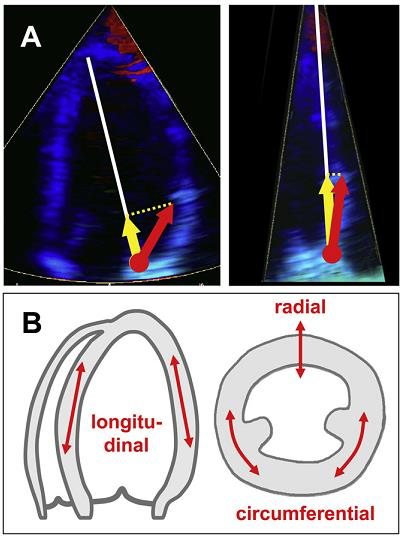 A
B
longitu-
dinal
radial
circumferential